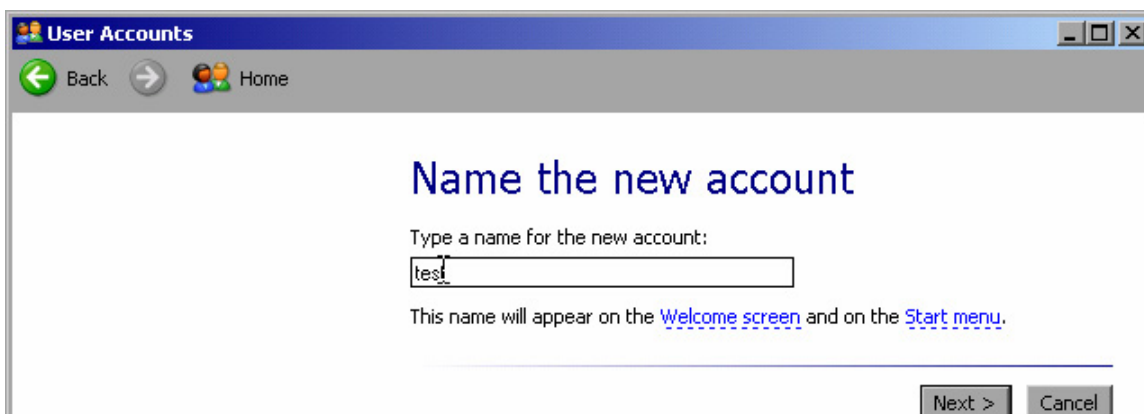 User Accounts
Back Home
Name the new account
Type a name for the new account:
test
This name will appear on the Welcome screen and on the Start menu.
Next > Cancel